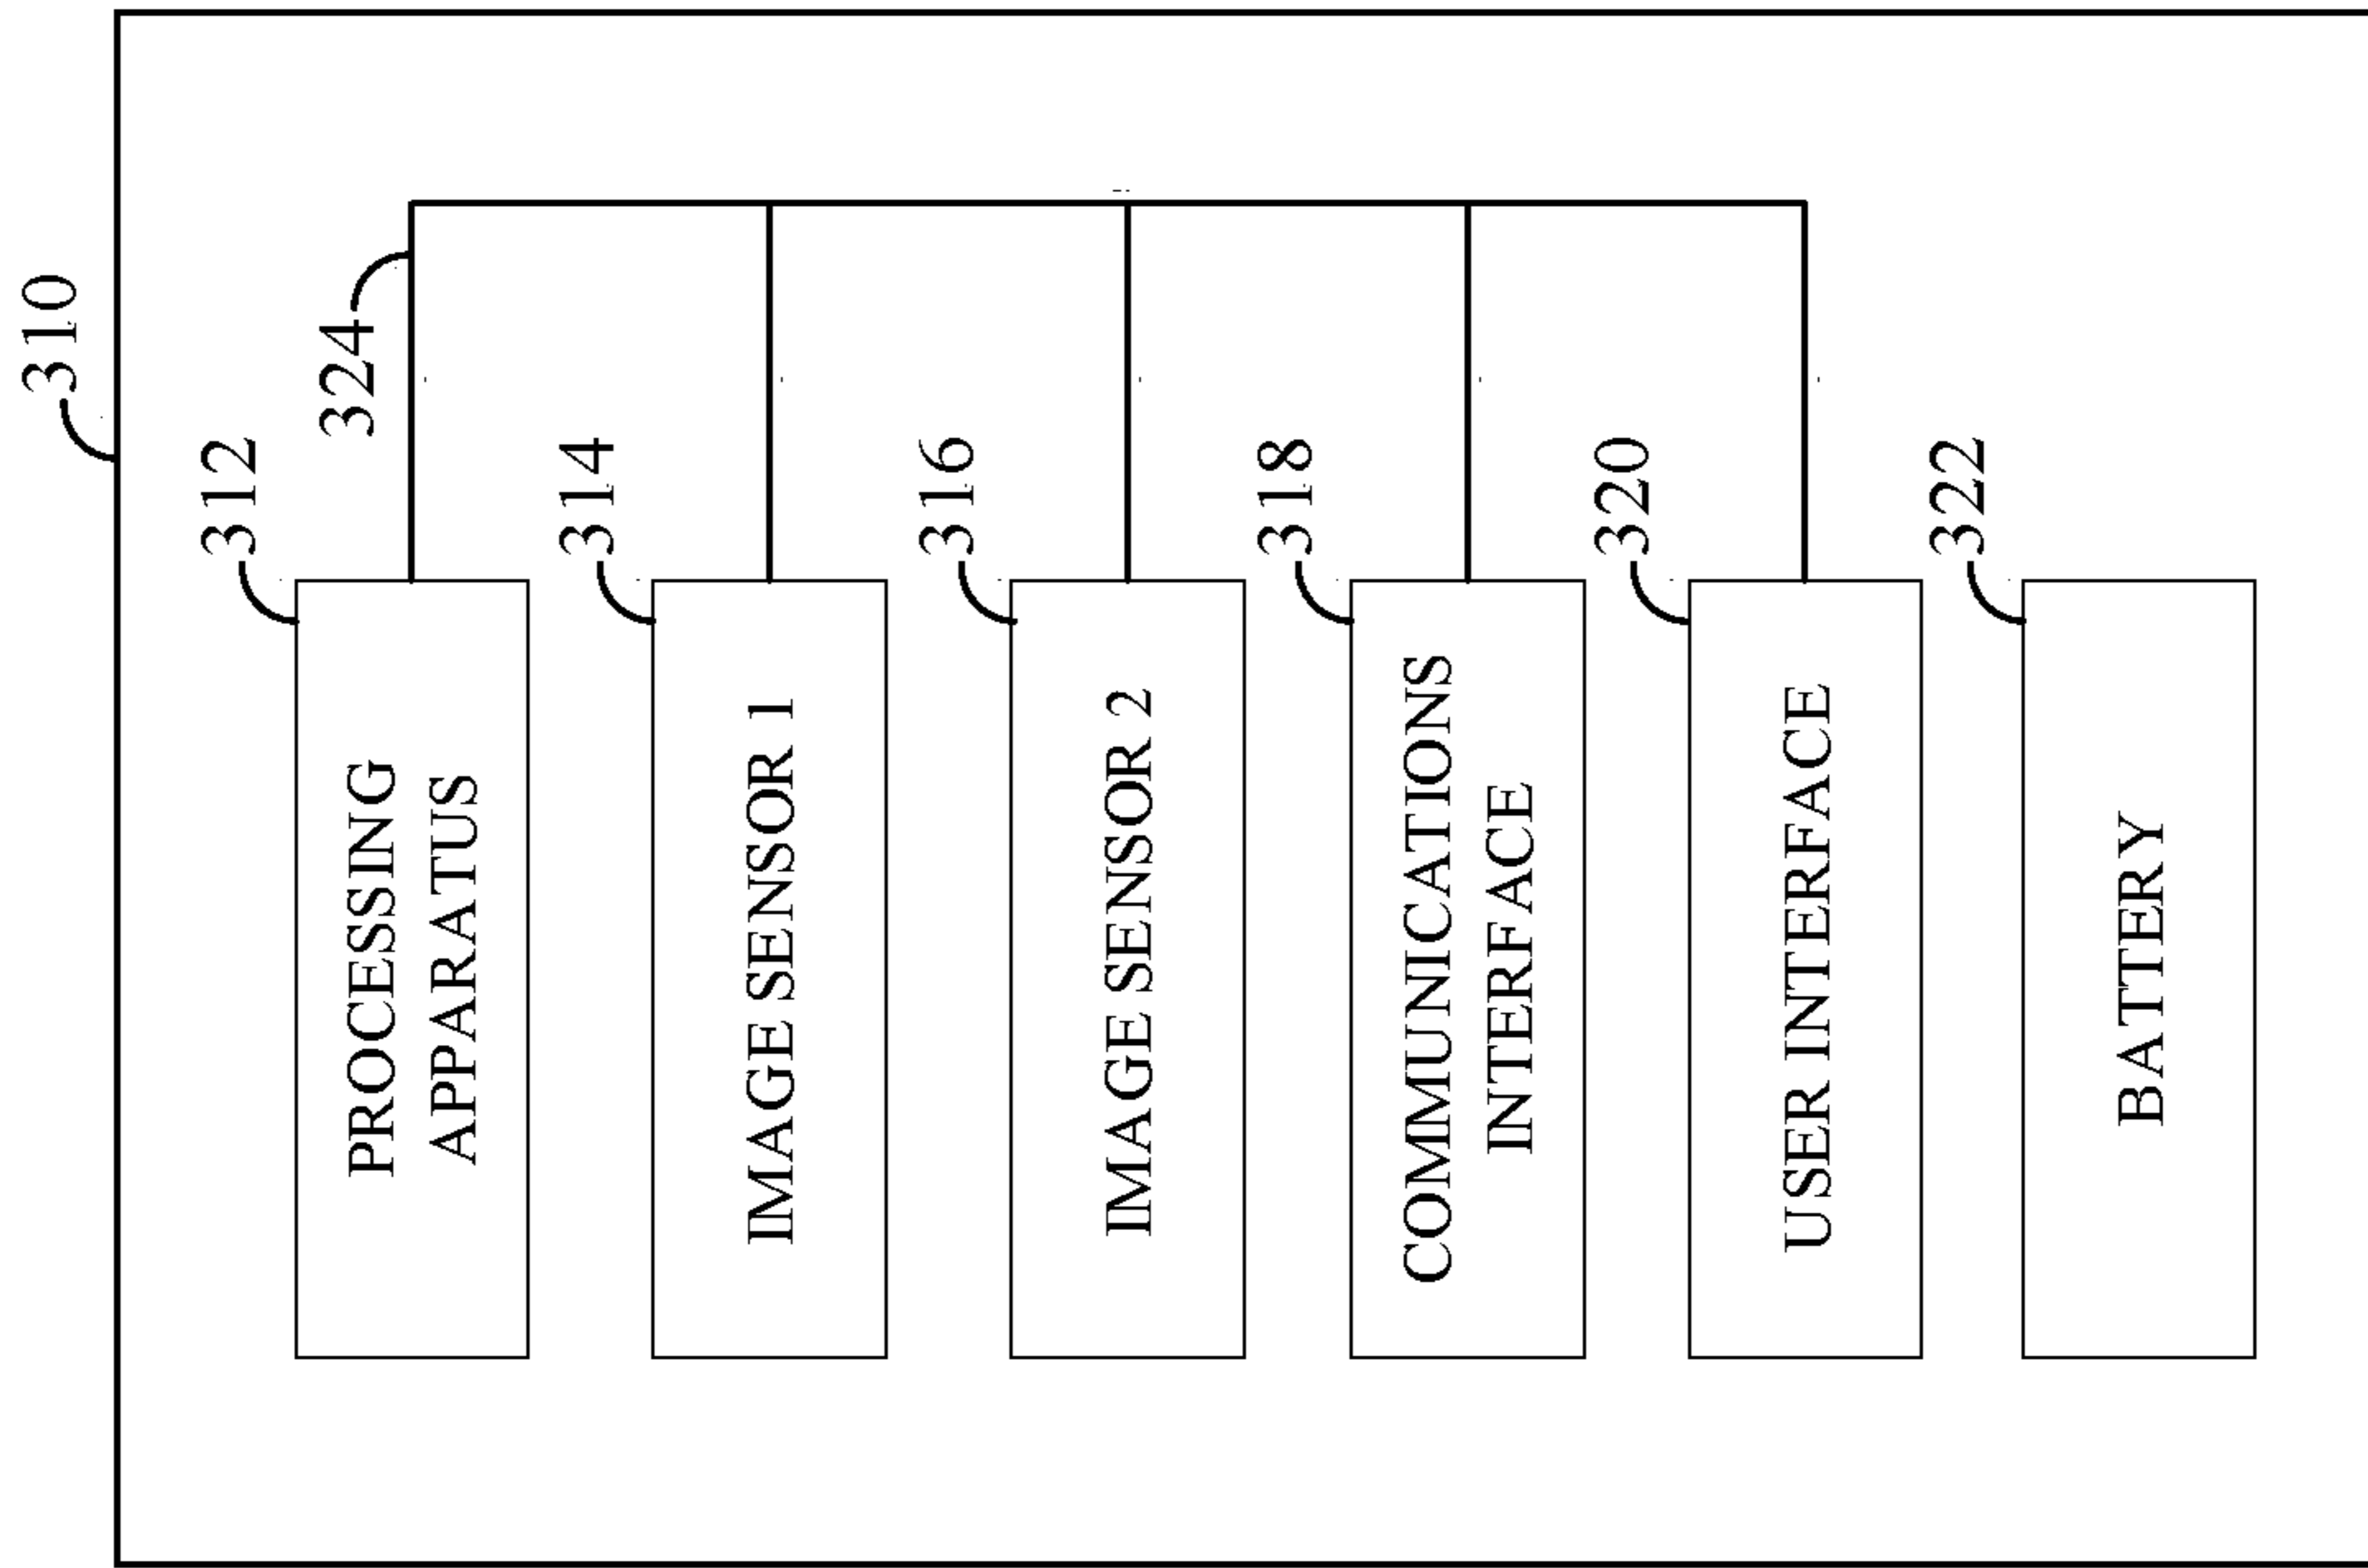 310
324
312
PROCESSING
APPARATUS
314
IMAGE SENSOR 1
316
IMAGE SENSOR 2
318
COMMUNICATIONS
INTERFACE
320
USER INTERFACE
322
BATTERY